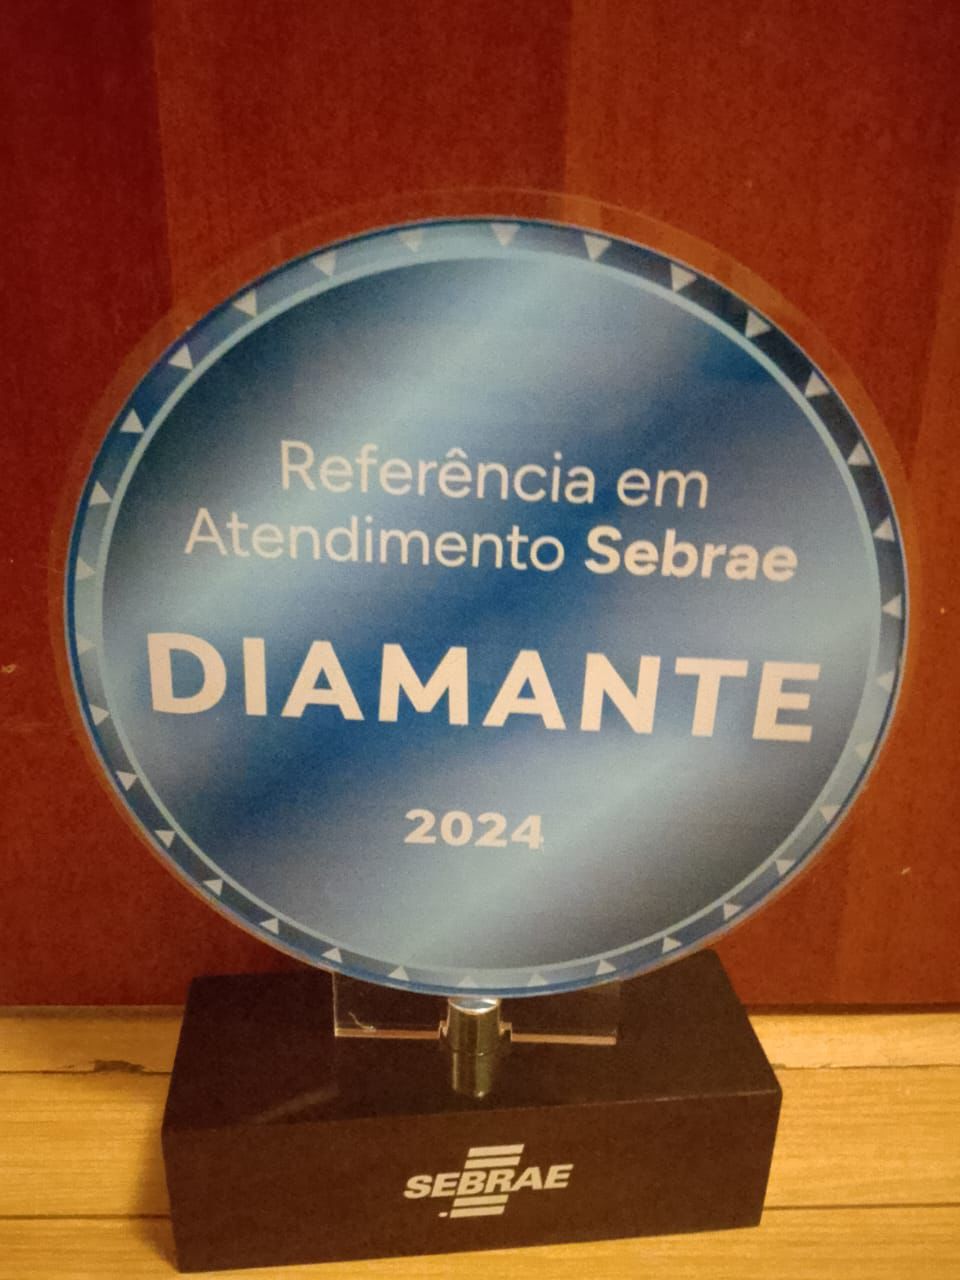 Referência em
Atendimento Sebrae
DIAMANTE
2024
SEBRAE